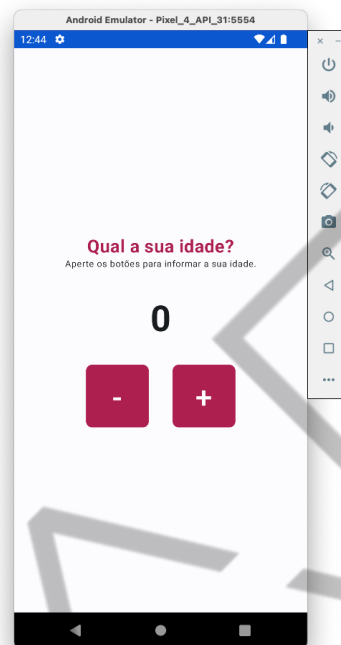 Android Emulator - Pixel_4_API_31:5554
12:44
Qual a sua idade?
Aperte os botões para informar a sua idade.
0
- +